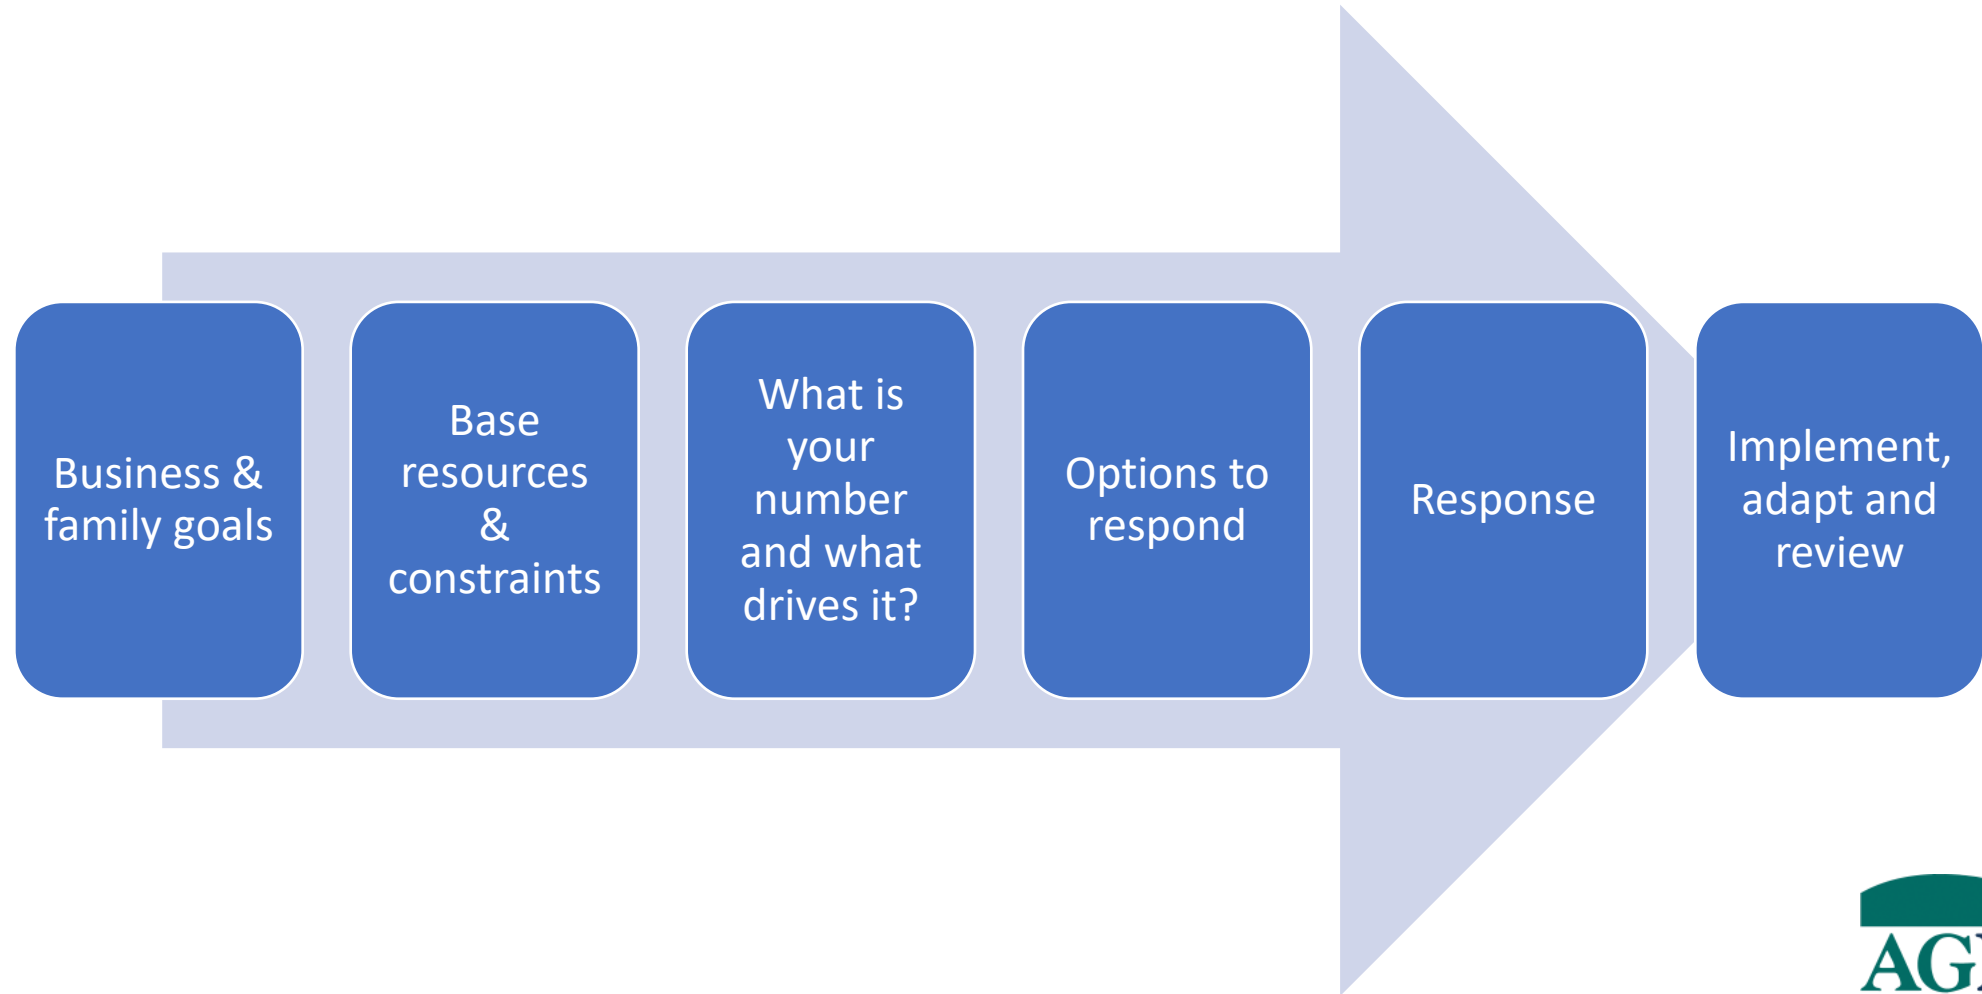 Business &
family goals
Base
resources
&
constraints
What is
your
number
and what
drives it?
Options to
respond
Response
Implement,
adapt and
review
AG